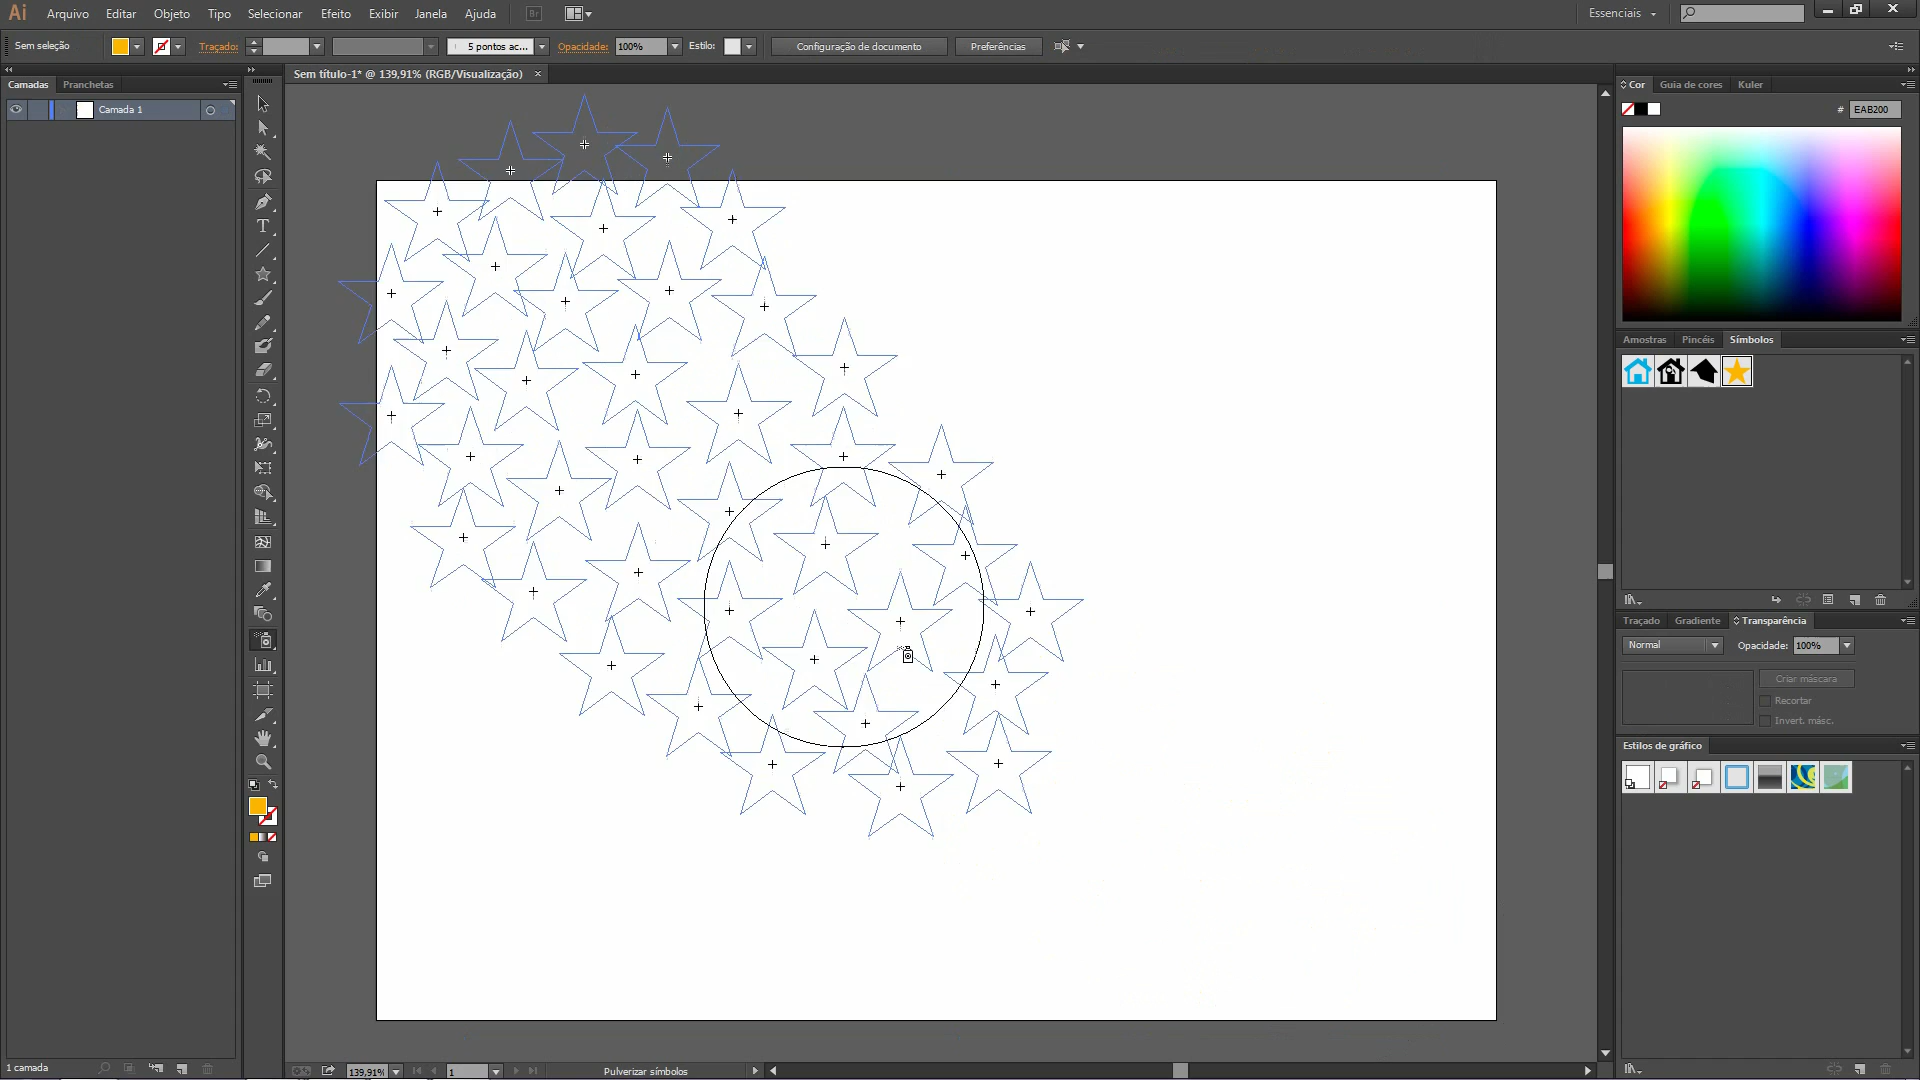 Ai Arquivo Editar Objeto Tipo Selecionar Efeito Exibir Janela Ajuda Br Essenciais
Sem seleção Traçado: 5 pontos ac... Opacidade: 100% Estilo: Configuração de documento Preferências
Camadas Pranchetas
Sem título-1* @ 139,91% (RGB/Visualização) ×
Cor Guia de cores Kuler
Camada 1
# EAB200
Amostras Pincéis Símbolos
Traçado Gradiente Transparência
Normal Opacidade: 100%
Criar máscara
Recortar
Invert. másc.
Estilos de gráfico
1 camada
139,91% 1 Pulverizar símbolos